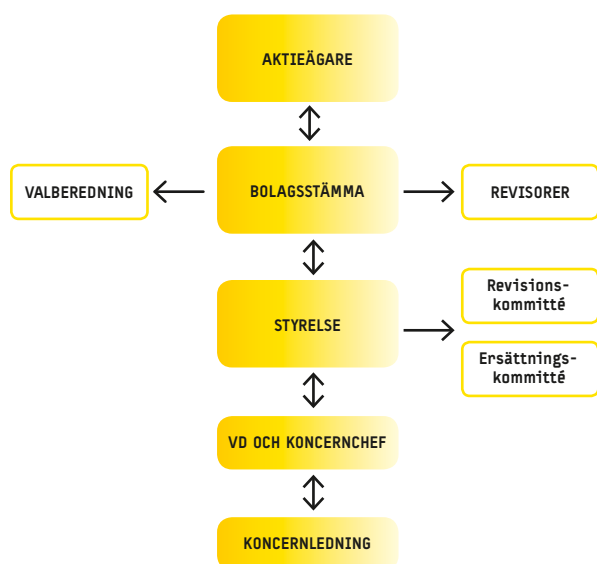 AKTIEÄGARE
VALBEREDNING
BOLAGSSTÄMMA
REVISORER
STYRELSE
Revisions-
kommitté
Ersättnings-
kommitté
VD OCH KONCERNCHEF
KONCERNLEDNING